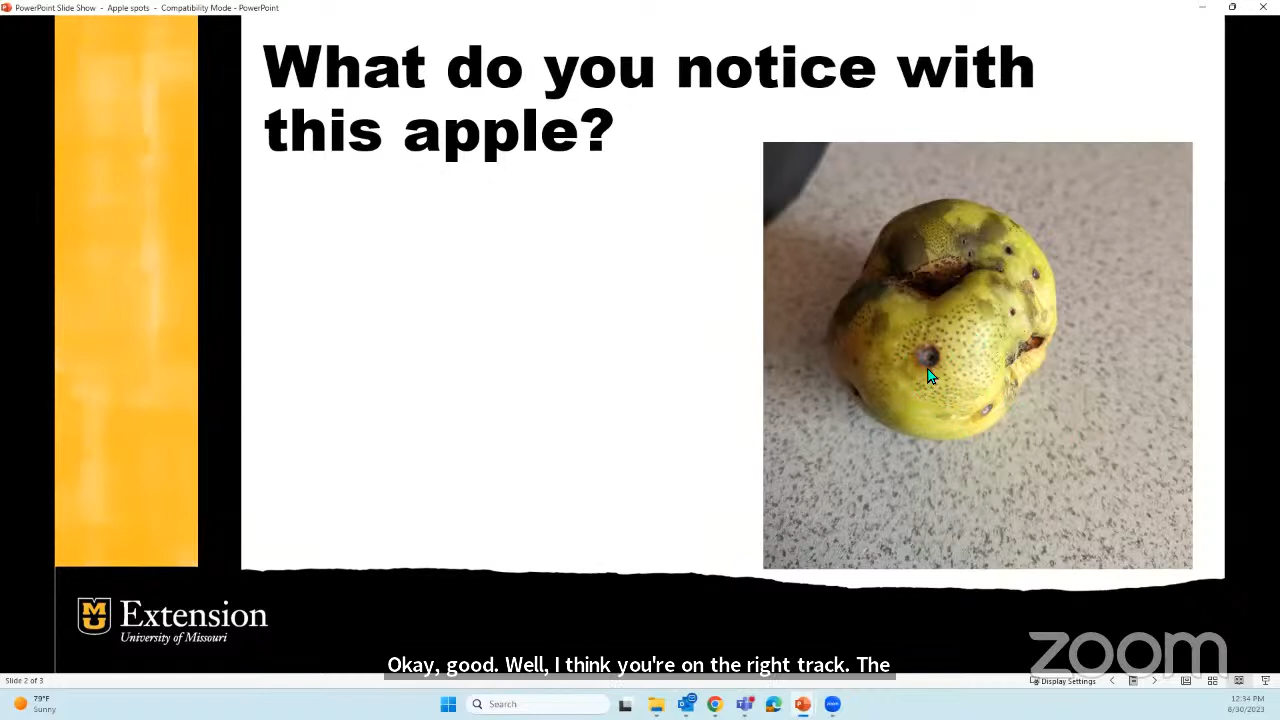 PowerPoint Slide Show - Apple spots - Compatibility Mode - PowerPoint
What do you notice with
this apple?
MU
Extension
University of Missouri
Okay, good. Well, I think you're on the right track. The
zoom
Slide 2 of 3
Display Settings
79°F
Sunny
Search
zoom
12:34 PM
8/30/2023